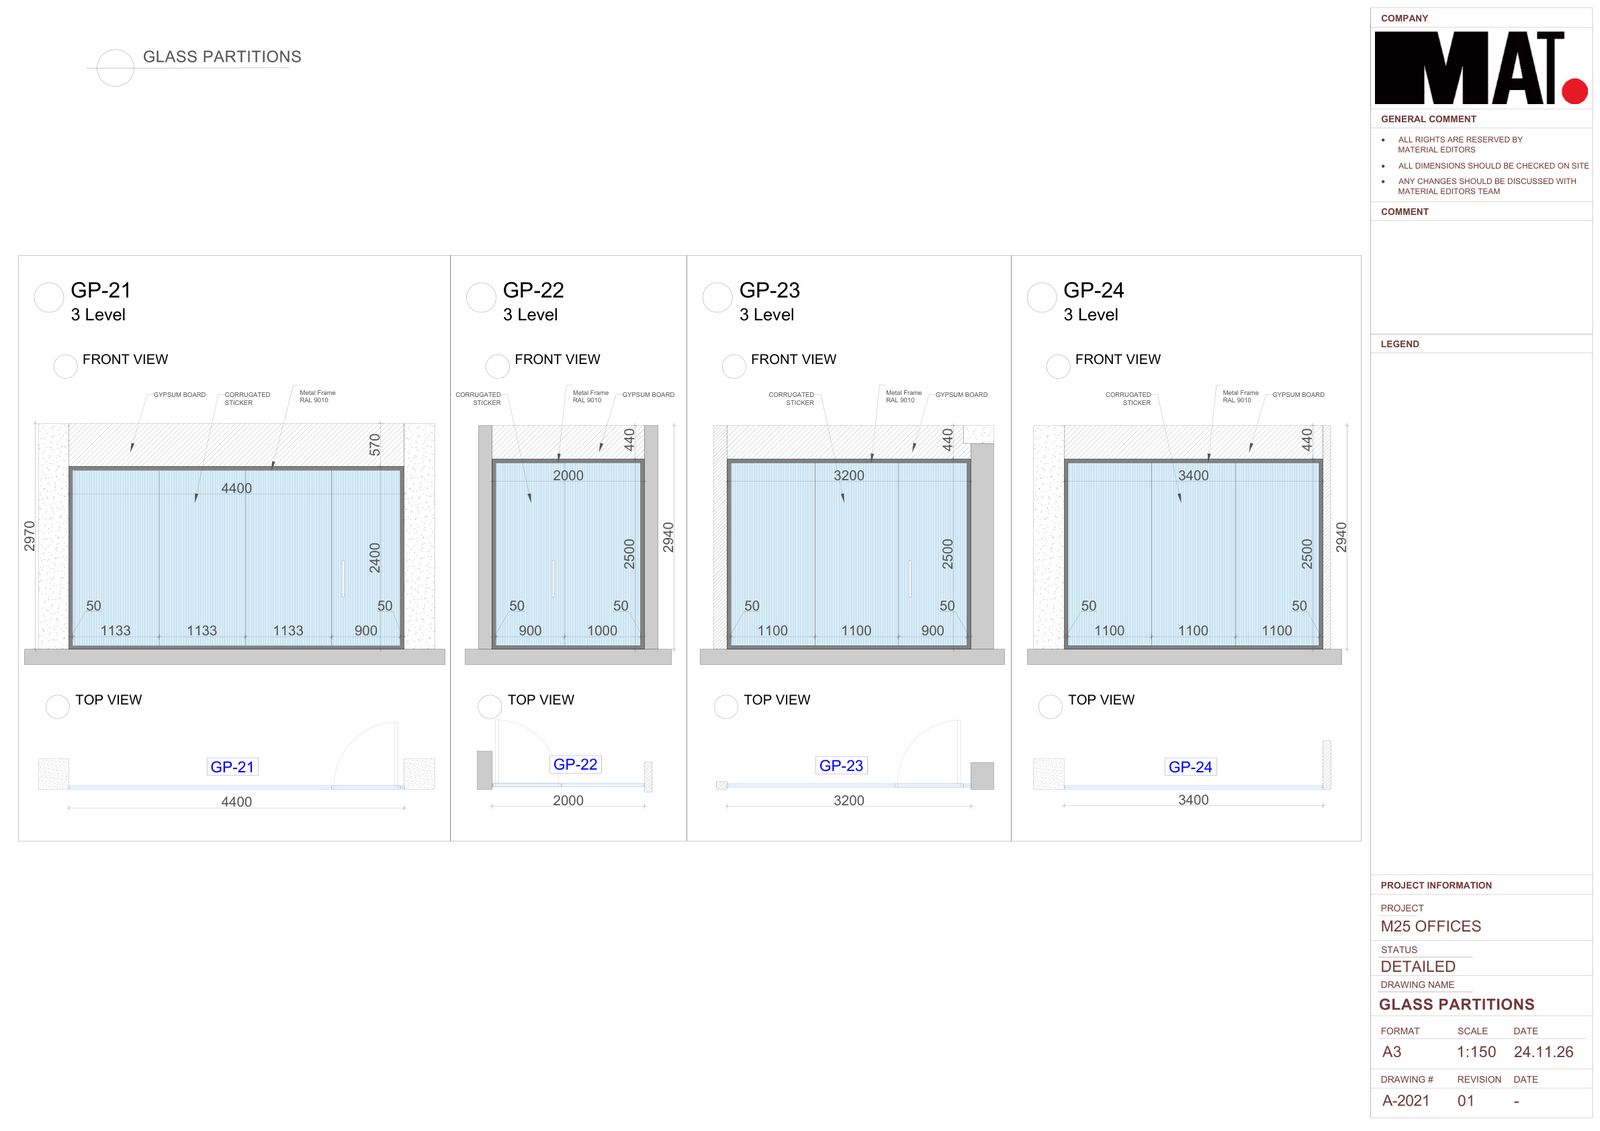 GLASS PARTITIONS
GP-21
3 Level
FRONT VIEW
GYPSUM BOARD
CORRUGATED
STICKER
Metal Frame
RAL 9010
570
4400
2970
2400
50
50
1133
1133
1133
900
TOP VIEW
GP-21
4400
GP-22
3 Level
FRONT VIEW
CORRUGATED
STICKER
Metal Frame
RAL 9010
GYPSUM BOARD
440
2000
2500
2940
50
50
900
1000
TOP VIEW
GP-22
2000
GP-23
3 Level
FRONT VIEW
CORRUGATED
STICKER
Metal Frame
RAL 9010
GYPSUM BOARD
440
3200
2500
50
50
1100
1100
900
TOP VIEW
GP-23
3200
GP-24
3 Level
FRONT VIEW
CORRUGATED
STICKER
Metal Frame
RAL 9010
GYPSUM BOARD
440
3400
2500
2940
50
50
1100
1100
1100
TOP VIEW
GP-24
3400
COMPANY
MAT.
GENERAL COMMENT
• ALL RIGHTS ARE RESERVED BY
MATERIAL EDITORS
• ALL DIMENSIONS SHOULD BE CHECKED ON SITE
• ANY CHANGES SHOULD BE DISCUSSED WITH
MATERIAL EDITORS TEAM
COMMENT
LEGEND
PROJECT INFORMATION
PROJECT
M25 OFFICES
STATUS
DETAILED
DRAWING NAME
GLASS PARTITIONS
FORMAT SCALE DATE
A3 1:150 24.11.26
DRAWING # REVISION DATE
A-2021 01 -